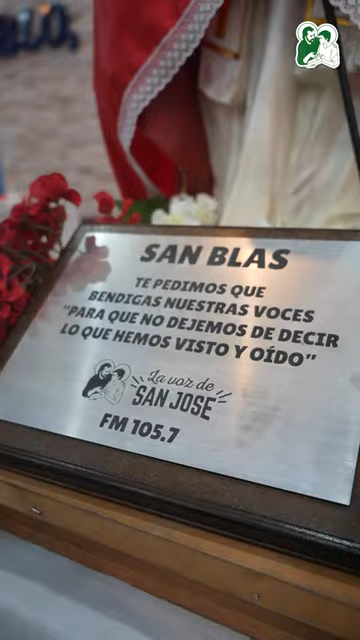 SAN BLAS
TE PEDIMOS QUE
BENDIGAS NUESTRAS VOCES
"PARA QUE NO DEJEMOS DE DECIR
LO QUE HEMOS VISTO Y OÍDO"
La voz de
SAN JOSE
FM 105.7